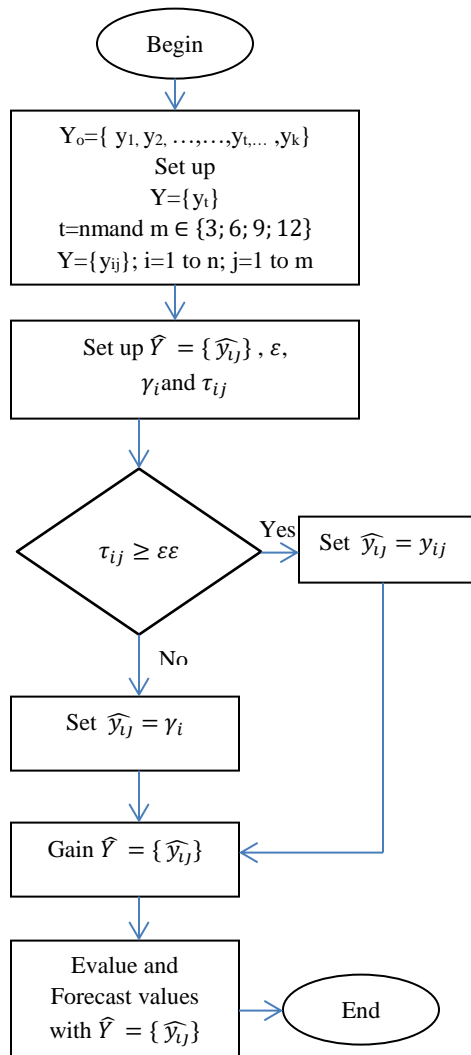 Begin
Yₒ={ y₁, y₂, …,…,yₜ,… ,yₖ}
Set up
Y={yₜ}
t=nmand m ∈ {3; 6; 9; 12}
Y={yᵢⱼ}; i=1 to n; j=1 to m
Set up Ŷ = { ŷᵢⱼ} , ε,
γᵢand τᵢⱼ
τᵢⱼ ≥ εε
Yes
Set ŷᵢⱼ = yᵢⱼ
No
Set ŷᵢⱼ = γᵢ
Gain Ŷ = { ŷᵢⱼ}
Evalue and
Forecast values
with Ŷ = { ŷᵢⱼ}
End